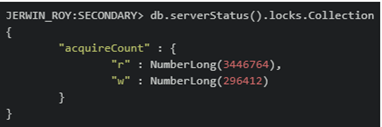 JERWIN_ROY:SECONDARY> db.serverStatus().locks.Collection
{
        "acquireCount" : {
                "r" : NumberLong(3446764),
                "w" : NumberLong(296412)
        }
}